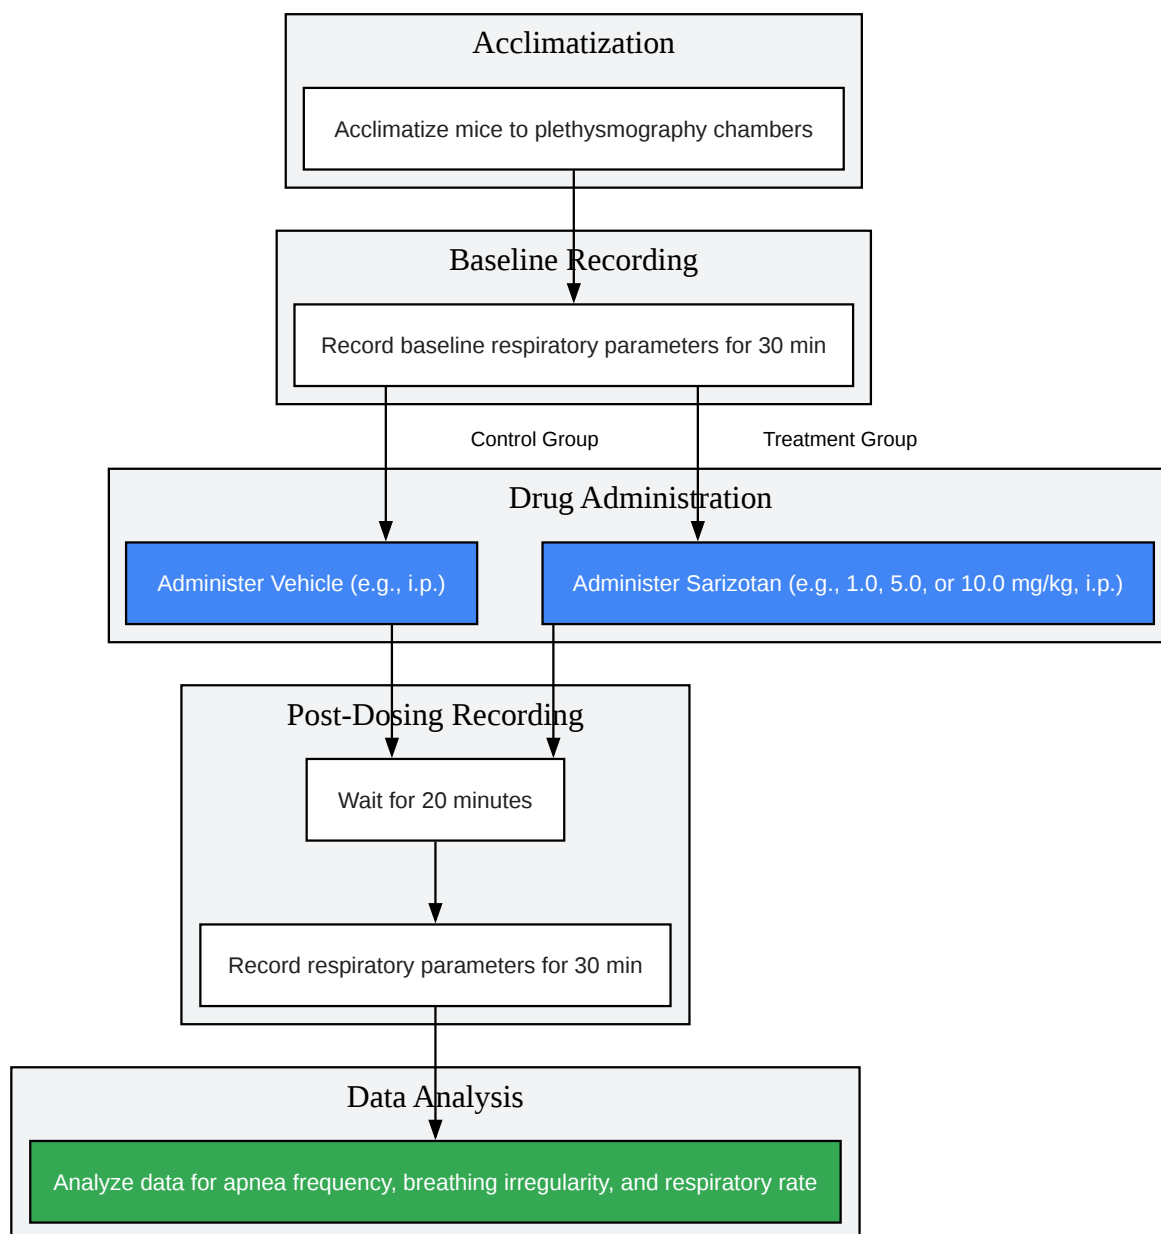 Acclimatization
Acclimatize mice to plethysmography chambers
Baseline Recording
Record baseline respiratory parameters for 30 min
Control Group
Treatment Group
Drug Administration
Administer Vehicle (e.g., i.p.)
Administer Sarizotan (e.g., 1.0, 5.0, or 10.0 mg/kg, i.p.)
Post-Dosing Recording
Wait for 20 minutes
Record respiratory parameters for 30 min
Data Analysis
Analyze data for apnea frequency, breathing irregularity, and respiratory rate